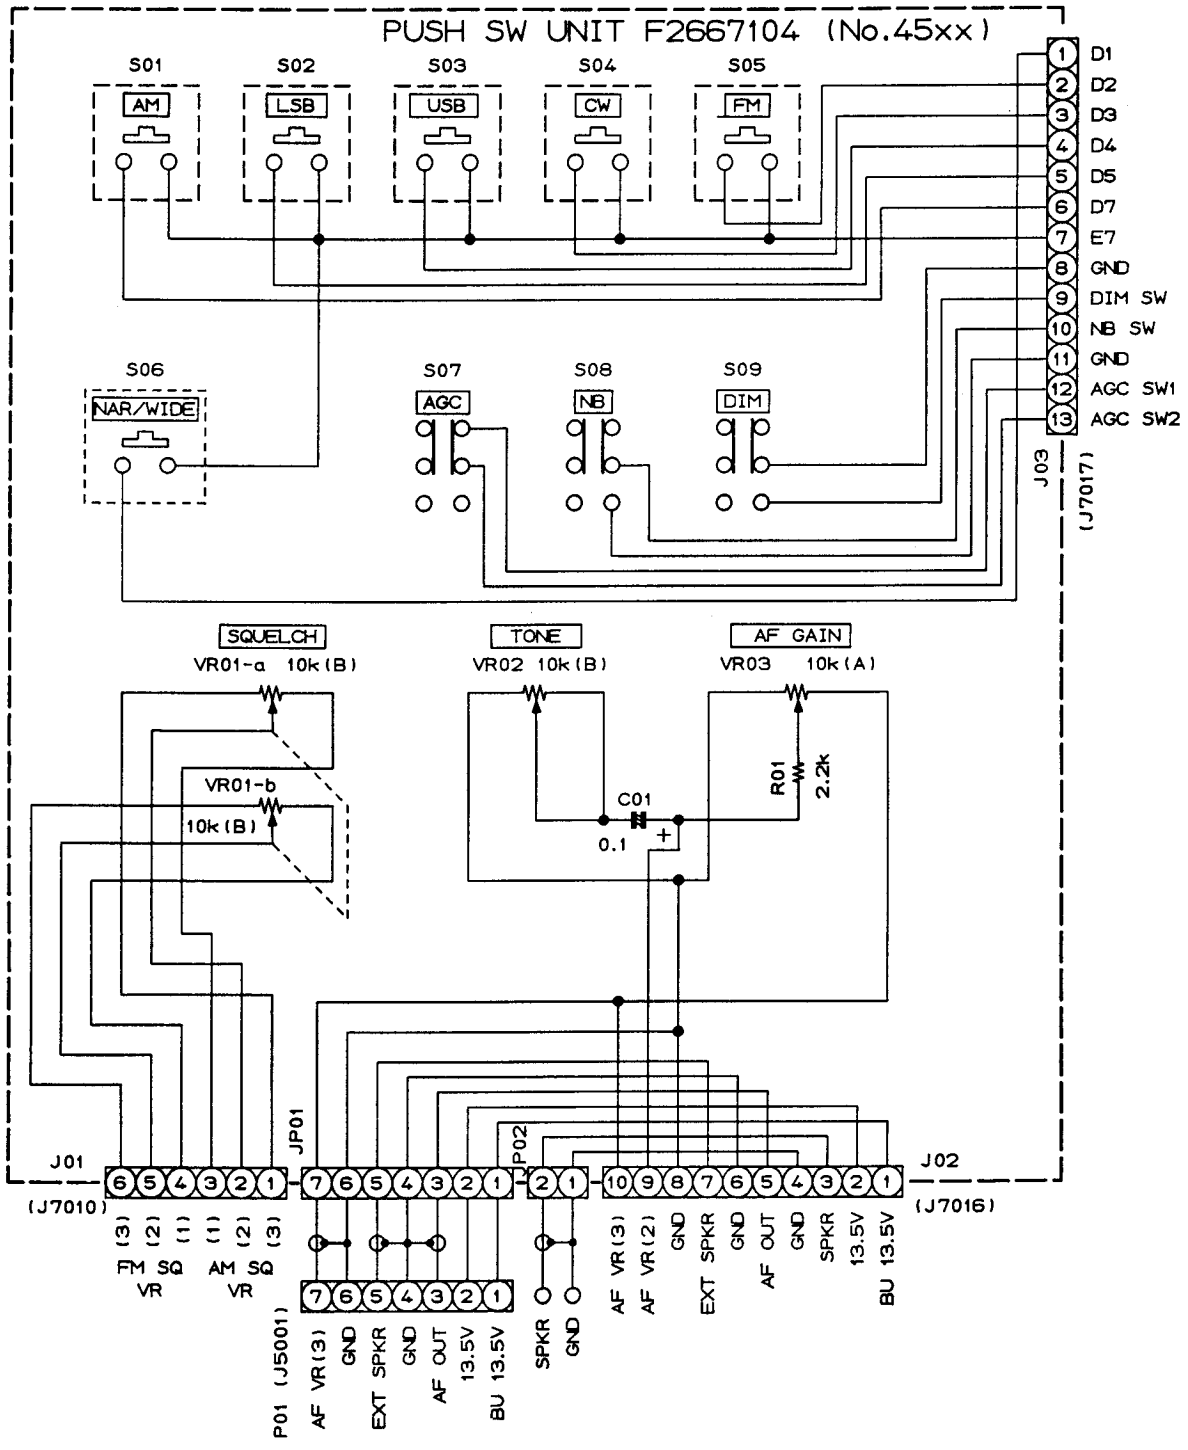 PUSH SW UNIT F2667104 (No.45xx)
S01 S02 S03 S04 S05
AM LSB USB CW FM
1 D1
2 D2
3 D3
4 D4
5 D5
6 D7
7 E7
8 GND
9 DIM SW
10 NB SW
11 GND
12 AGC SW1
13 AGC SW2
J03
(J7017)
S06 S07 S08 S09
NAR/WIDE AGC NB DIM
SQUELCH TONE AF GAIN
VR01-a 10k(B) VR02 10k(B) VR03 10k(A)
R01
2.2k
VR01-b
10k(B)
C01
0.1 +
J01
(J7010)
6 5 4 3 2 1
(3) (2) (1) (1) (2) (3)
FM SQ AM SQ
VR VR
JP01
7 6 5 4 3 2 1
JP02
2 1
J02
(J7016)
10 9 8 7 6 5 4 3 2 1
AF VR(3)
AF VR(2)
GND
EXT SPKR
GND
AF OUT
GND
SPKR
13.5V
BU 13.5V
7 6 5 4 3 2 1
P01 (J5001)
AF VR(3)
GND
EXT SPKR
GND
AF OUT
13.5V
BU 13.5V
SPKR
GND